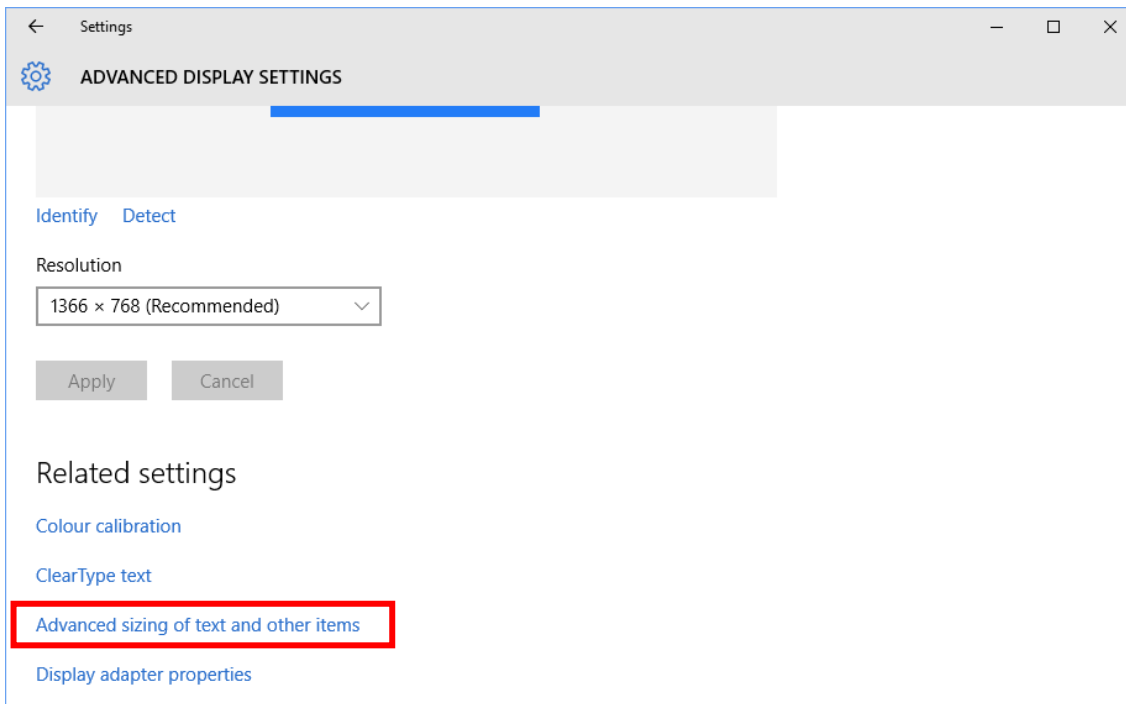 Settings
ADVANCED DISPLAY SETTINGS
Identify Detect
Resolution
1366 × 768 (Recommended)
Apply Cancel
Related settings
Colour calibration
ClearType text
Advanced sizing of text and other items
Display adapter properties